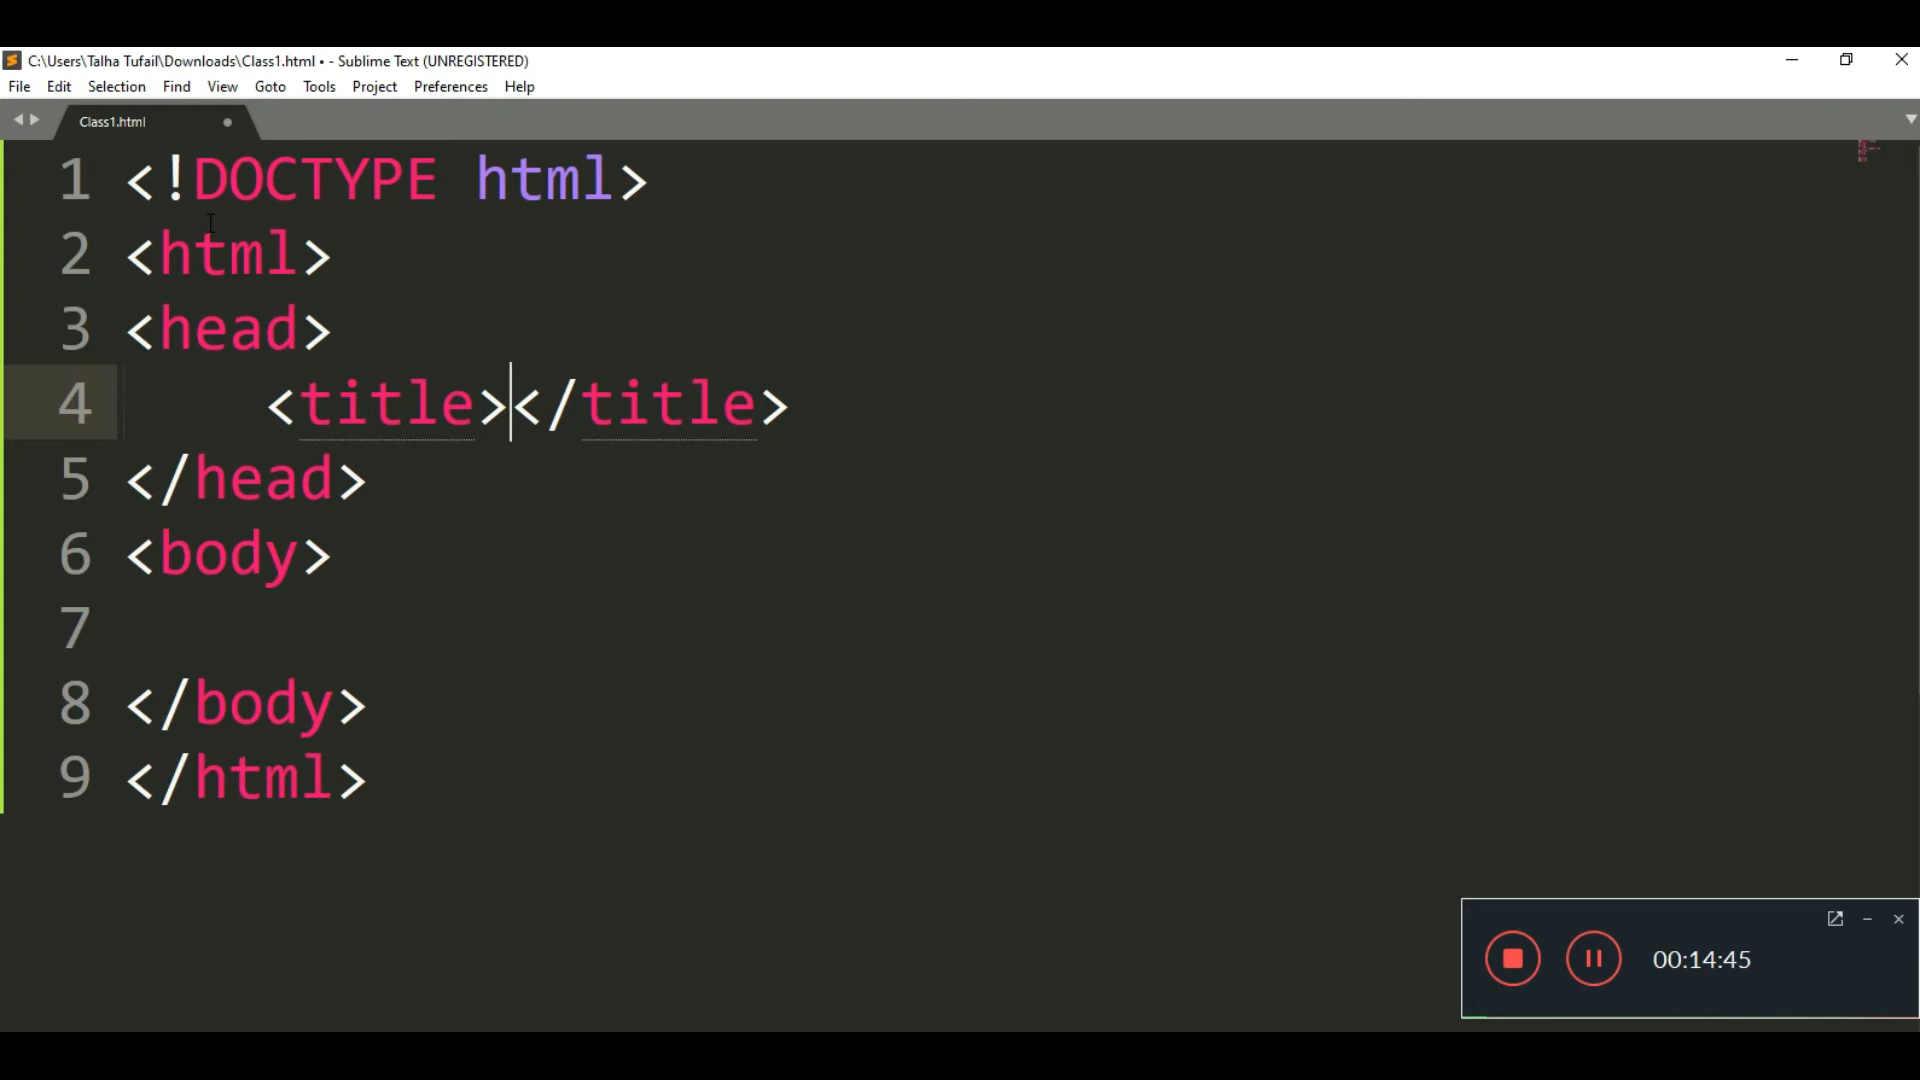 C:\Users\Talha Tufail\Downloads\Class1.html • - Sublime Text (UNREGISTERED)
File Edit Selection Find View Goto Tools Project Preferences Help
Class1.html
1 <!DOCTYPE html>
2 <html>
3 <head>
4 <title></title>
5 </head>
6 <body>
7
8 </body>
9 </html>
00:14:45